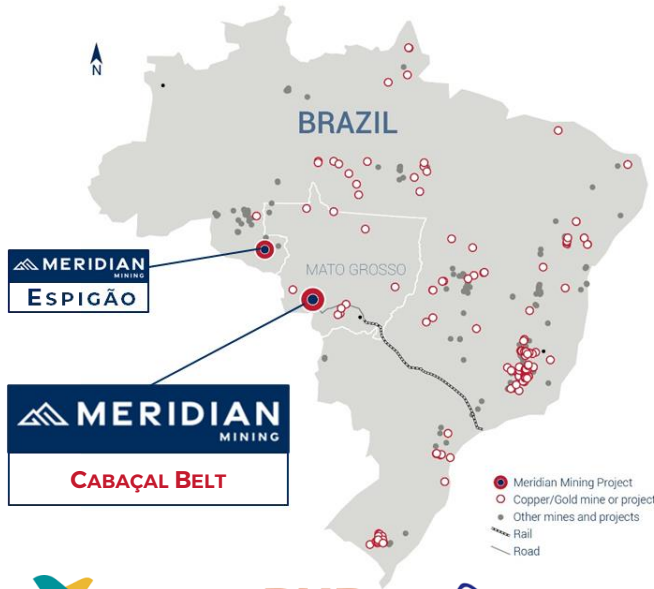 N
BRAZIL
MATO GROSSO
MERIDIAN
MINING
ESPIGÃO
MERIDIAN
MINING
CABAÇAL BELT
Meridian Mining Project
Copper/Gold mine or project
Other mines and projects
Rail
Road